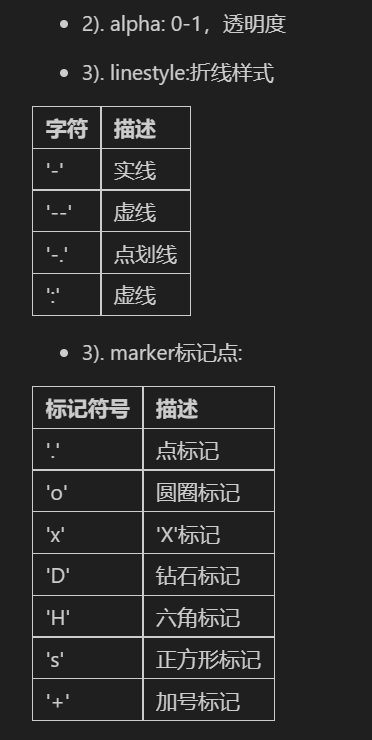 2). alpha: 0-1，透明度
3). linestyle:折线样式
字符 描述
'-' 实线
'--' 虚线
'-.' 点划线
':' 虚线
3). marker标记点:
标记符号 描述
'.' 点标记
'o' 圆圈标记
'x' 'X'标记
'D' 钻石标记
'H' 六角标记
's' 正方形标记
'+' 加号标记